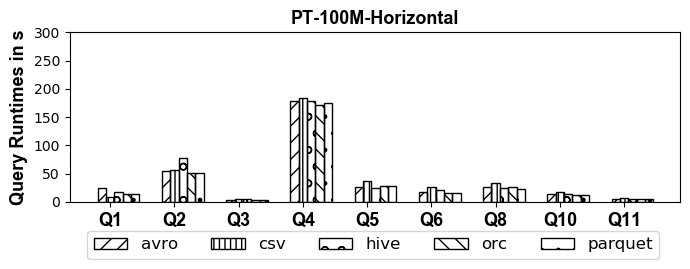 PT-100M-Horizontal
Query Runtimes in s
300
250
200
150
100
50
0
Q1 Q2 Q3 Q4 Q5 Q6 Q8 Q10 Q11
avro csv hive orc parquet